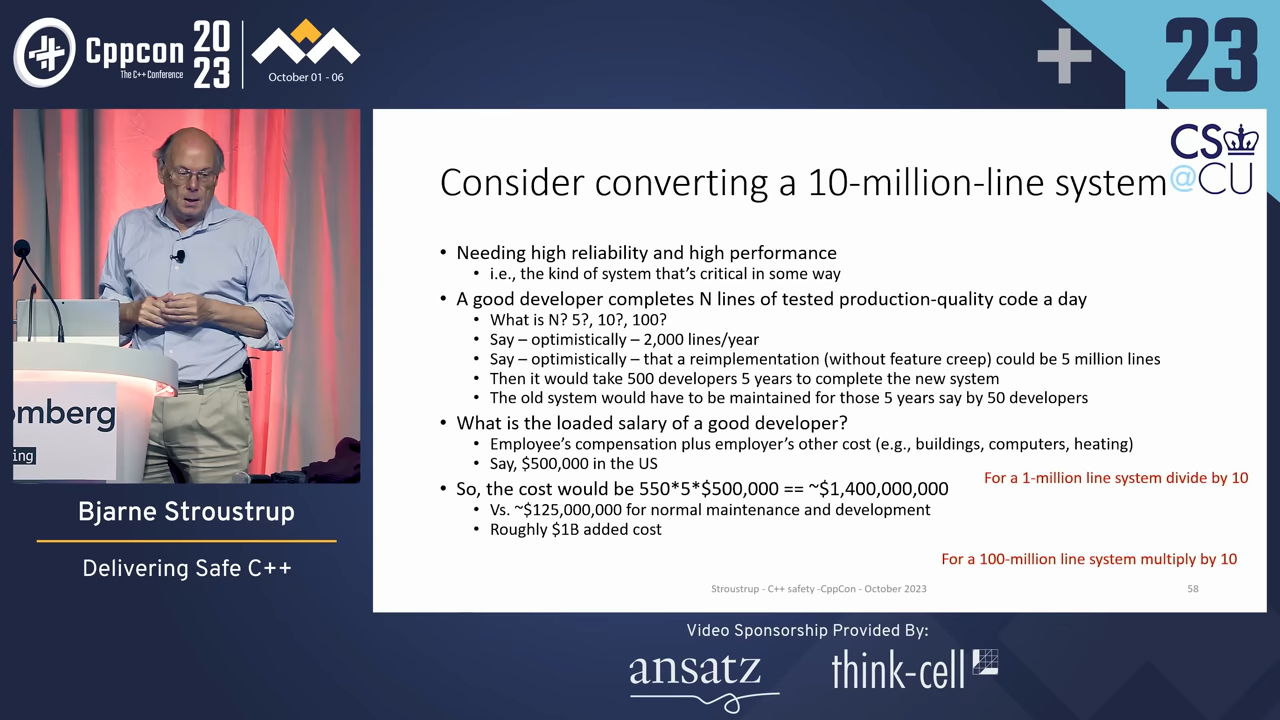 Cppcon
The C++ Conference
20
23
October 01 - 06
23
CS
@CU
Consider converting a 10-million-line system
• Needing high reliability and high performance
• i.e., the kind of system that's critical in some way
• A good developer completes N lines of tested production-quality code a day
• What is N? 5?, 10?, 100?
• Say – optimistically – 2,000 lines/year
• Say – optimistically – that a reimplementation (without feature creep) could be 5 million lines
• Then it would take 500 developers 5 years to complete the new system
• The old system would have to be maintained for those 5 years say by 50 developers
• What is the loaded salary of a good developer?
• Employee's compensation plus employer's other cost (e.g., buildings, computers, heating)
• Say, $500,000 in the US
For a 1-million line system divide by 10
• So, the cost would be 550*5*$500,000 == ~$1,400,000,000
• Vs. ~$125,000,000 for normal maintenance and development
• Roughly $1B added cost
For a 100-million line system multiply by 10
Stroustrup - C++ safety -CppCon - October 2023
58
omberg
ing
Bjarne Stroustrup
Delivering Safe C++
Video Sponsorship Provided By:
ansatz
think-cell